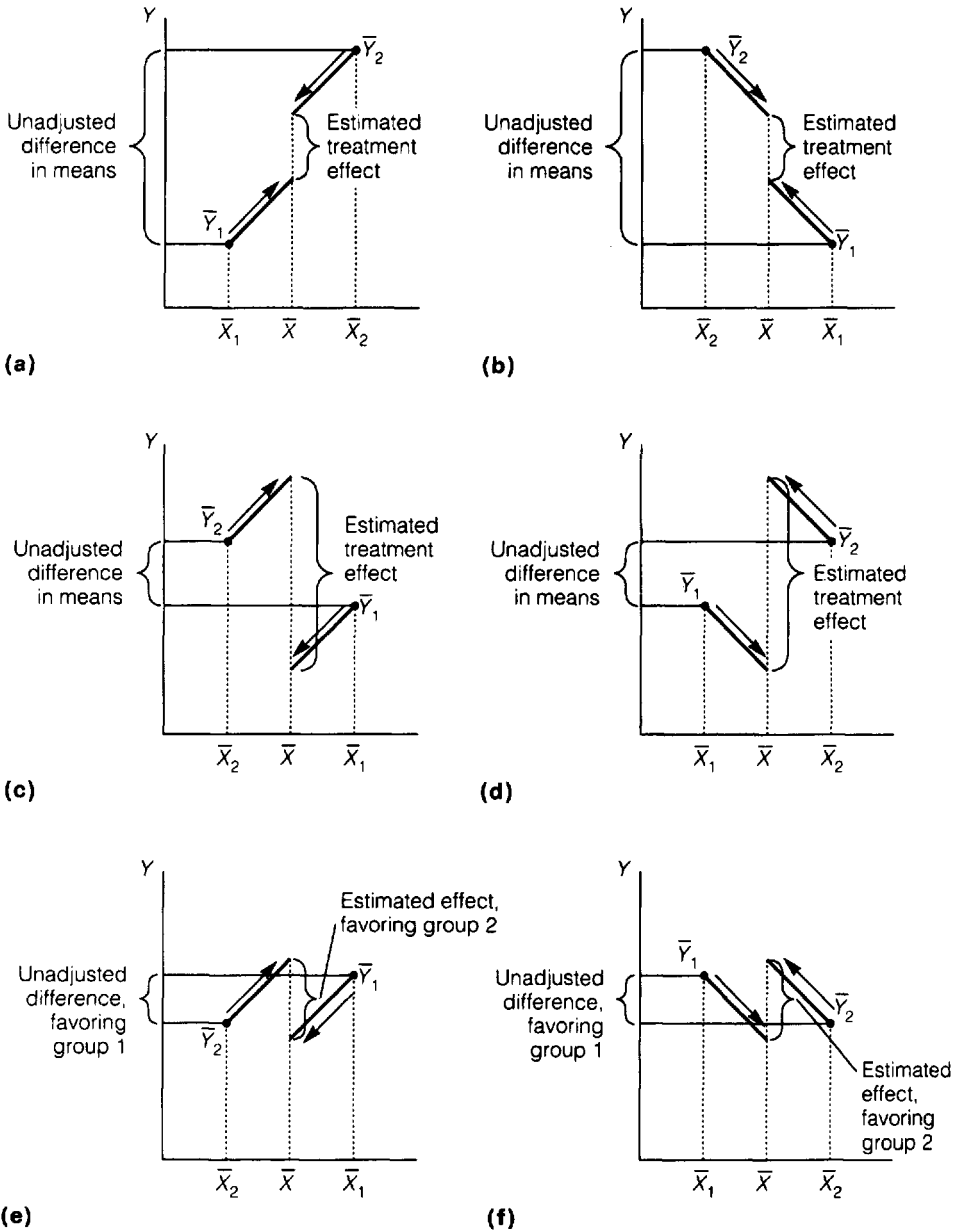 Y
Ȳ₂
Unadjusted
difference
in means
Estimated
treatment
effect
Ȳ₁
X̄₁ X̄ X̄₂
(a)
Y
Ȳ₂
Unadjusted
difference
in means
Estimated
treatment
effect
Ȳ₁
X̄₂ X̄ X̄₁
(b)
Y
Ȳ₂
Unadjusted
difference
in means
Estimated
treatment
effect
Ȳ₁
X̄₂ X̄ X̄₁
(c)
Y
Ȳ₂
Unadjusted
difference
in means
Ȳ₁
Estimated
treatment
effect
X̄₁ X̄ X̄₂
(d)
Y
Estimated effect,
favoring group 2
Unadjusted
difference,
favoring
group 1
Ȳ₁
Ȳ₂
X̄₂ X̄ X̄₁
(e)
Y
Ȳ₁
Unadjusted
difference,
favoring
group 1
Ȳ₂
Estimated
effect,
favoring
group 2
X̄₁ X̄ X̄₂
(f)